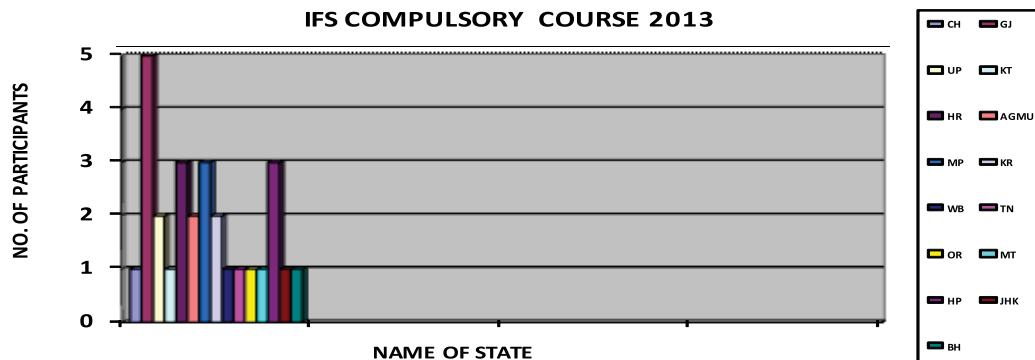 IFS COMPULSORY COURSE 2013
NO. OF PARTICIPANTS
5
4
3
2
1
0
NAME OF STATE
CH GJ
UP KT
HR AGMU
MP KR
WB TN
OR MT
HP JHK
BH